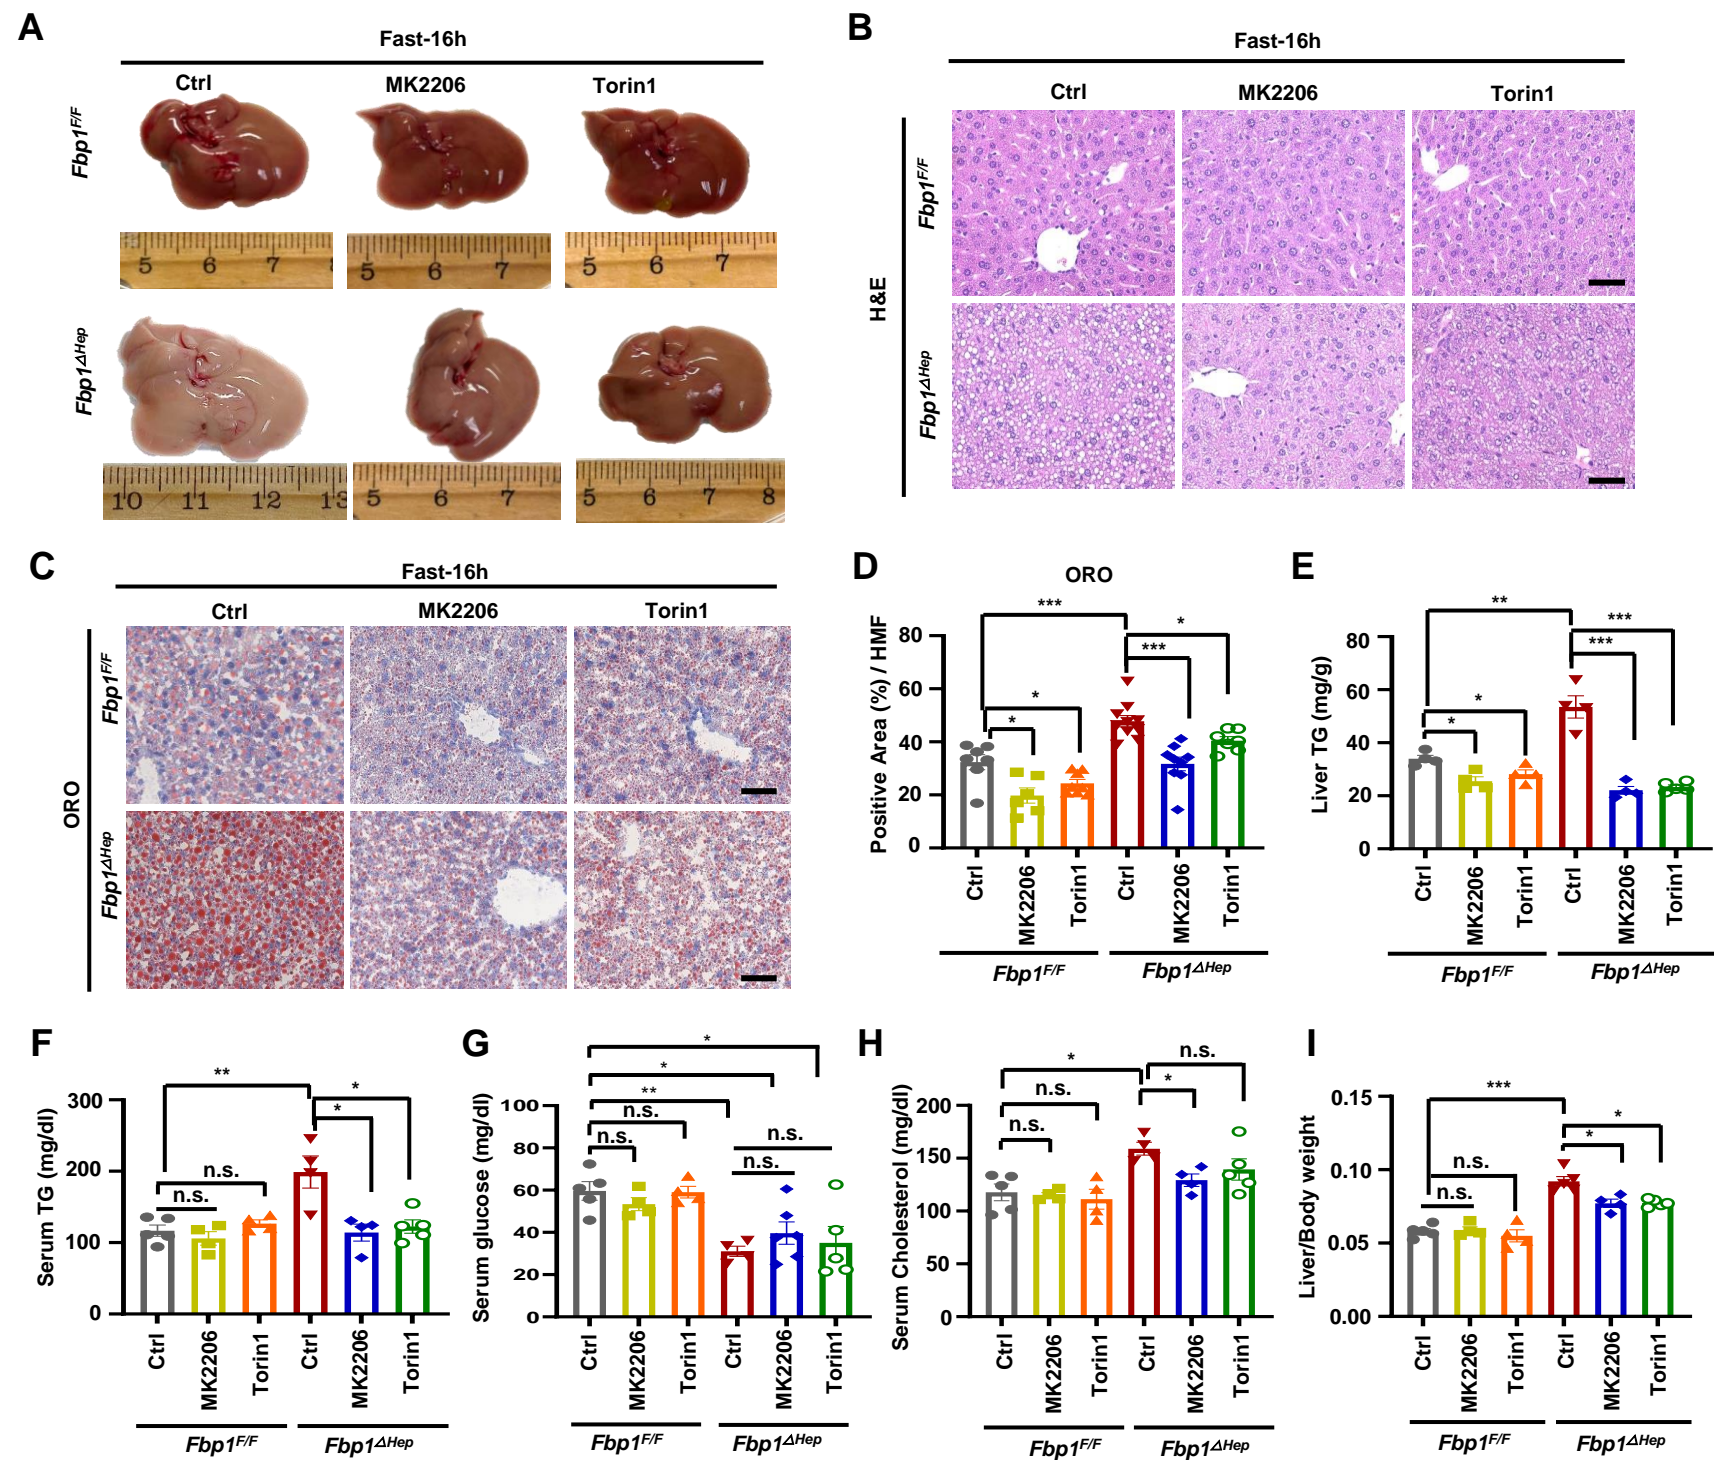 A
Fast-16h
Ctrl
MK2206
Torin1
Fbp1F/F
5 6 7 8
5 6 7
5 6 7
Fbp1ΔHep
10 11 12 13
5 6 7
5 6 7 8
B
Fast-16h
Ctrl
MK2206
Torin1
H&E
Fbp1F/F
Fbp1ΔHep
C
Fast-16h
Ctrl
MK2206
Torin1
ORO
Fbp1F/F
Fbp1ΔHep
D
ORO
Positive Area (%) / HMF
80
60
40
20
0
***
*
***
*
*
Ctrl
MK2206
Torin1
Ctrl
MK2206
Torin1
Fbp1F/F
Fbp1ΔHep
E
Liver TG (mg/g)
80
60
40
20
0
**
***
***
*
*
Ctrl
MK2206
Torin1
Ctrl
MK2206
Torin1
Fbp1F/F
Fbp1ΔHep
F
Serum TG (mg/dl)
300
200
100
0
**
*
*
n.s.
n.s.
Ctrl
MK2206
Torin1
Ctrl
MK2206
Torin1
Fbp1F/F
Fbp1ΔHep
G
Serum glucose (mg/dl)
100
80
60
40
20
0
*
*
**
n.s.
n.s.
n.s.
n.s.
Ctrl
MK2206
Torin1
Ctrl
MK2206
Torin1
Fbp1F/F
Fbp1ΔHep
H
Serum Cholesterol (mg/dl)
200
150
100
50
0
n.s.
*
*
n.s.
n.s.
Ctrl
MK2206
Torin1
Ctrl
MK2206
Torin1
Fbp1F/F
Fbp1ΔHep
I
Liver/Body weight
0.15
0.10
0.05
0.00
***
*
*
n.s.
n.s.
Ctrl
MK2206
Torin1
Ctrl
MK2206
Torin1
Fbp1F/F
Fbp1ΔHep